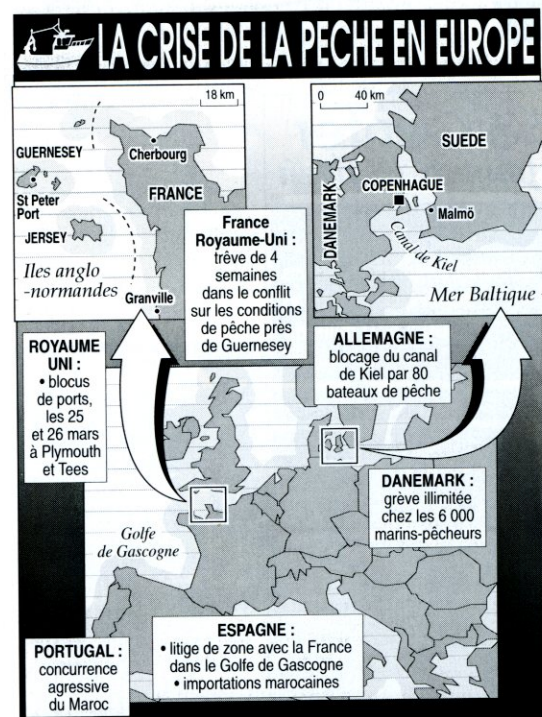 LA CRISE DE LA PECHE EN EUROPE
18 km
GUERNESEY
Cherbourg
St Peter
Port
FRANCE
JERSEY
Iles anglo
-normandes
Granville
0 40 km
SUEDE
COPENHAGUE
DANEMARK
Malmö
Canal de Kiel
Mer Baltique
France
Royaume-Uni :
trêve de 4
semaines
dans le conflit
sur les conditions
de pêche près
de Guernesey
ROYAUME
UNI :
• blocus
de ports,
les 25
et 26 mars
à Plymouth
et Tees
ALLEMAGNE :
blocage du canal
de Kiel par 80
bateaux de pêche
DANEMARK :
grève illimitée
chez les 6 000
marins-pêcheurs
Golfe
de Gascogne
ESPAGNE :
• litige de zone avec la France
dans le Golfe de Gascogne
• importations marocaines
PORTUGAL :
concurrence
agressive
du Maroc